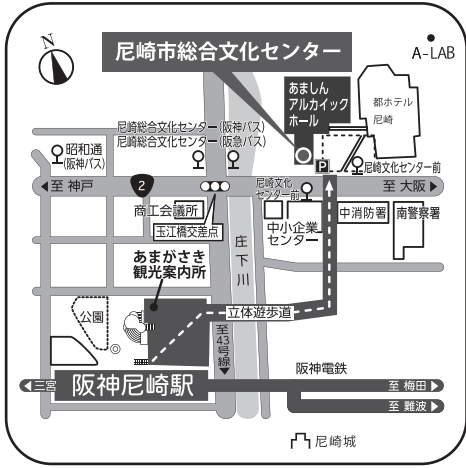 N
尼崎市総合文化センター
A-LAB
あましん
アルカイック
ホール
都ホテル
尼崎
尼崎総合文化センター(阪神バス)
尼崎総合文化センター(阪急バス)
昭和通
(阪神バス)
P
尼崎文化センター前
至 神戸
2
尼崎文化
センター前
至 大阪
商工会議所
玉江橋交差点
中小企業
センター
中消防署
南警察署
庄下川
あまがさき
観光案内所
公園
立体遊歩道
至43号線
阪神電鉄
三宮
阪神尼崎駅
至 梅田
至 難波
尼崎城